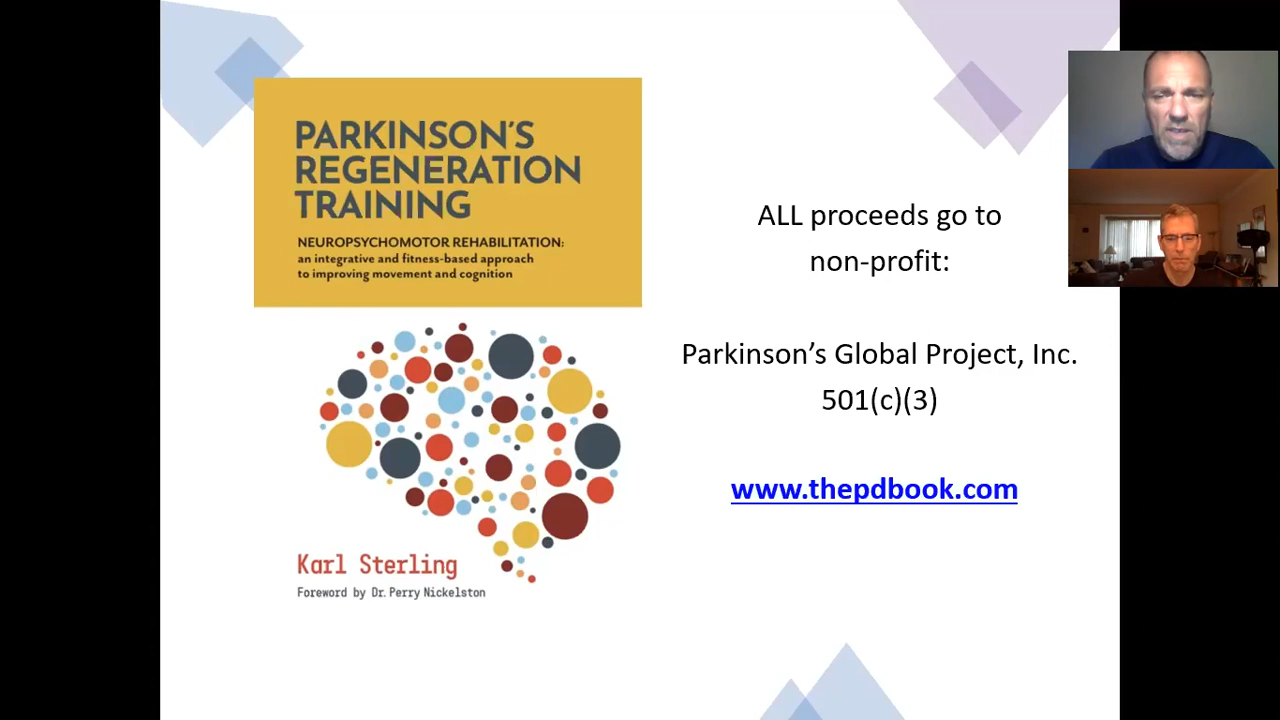 PARKINSON'S
REGENERATION
TRAINING
NEUROPSYCHOMOTOR REHABILITATION:
an integrative and fitness-based approach
to improving movement and cognition
Karl Sterling
Foreword by Dr. Perry Nickelston
ALL proceeds go to
non-profit:
Parkinson’s Global Project, Inc.
501(c)(3)
www.thepdbook.com